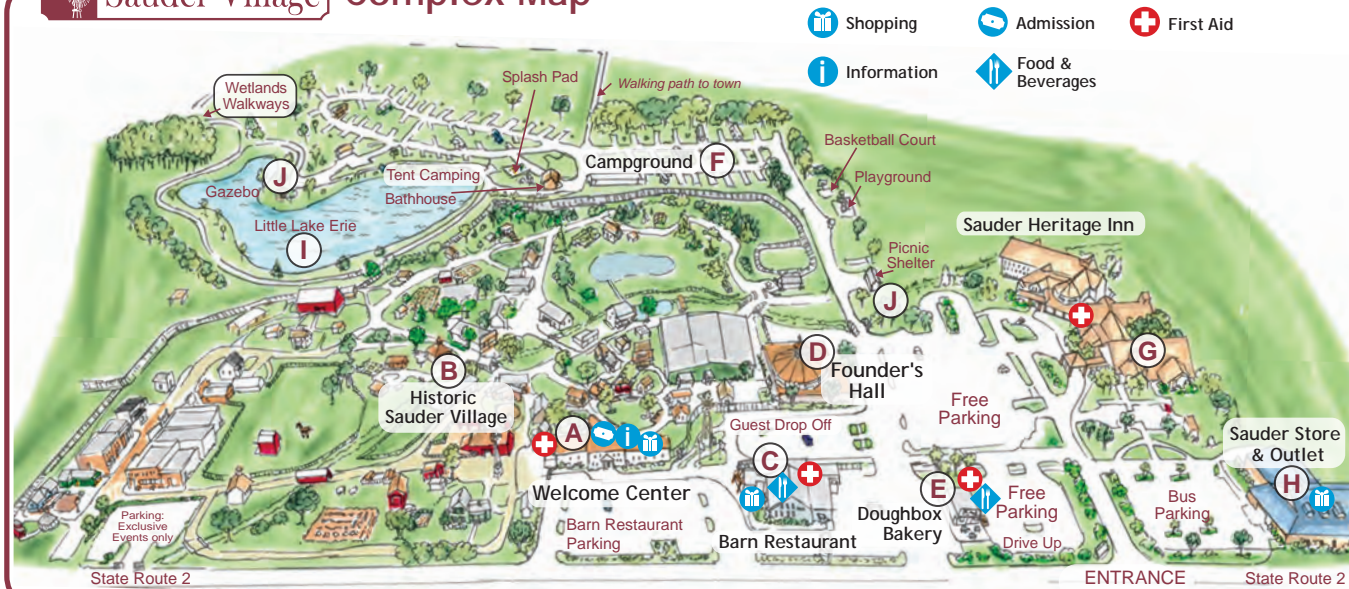 Sauder Village
Complex Map
Shopping
Admission
First Aid
Information
Food &
Beverages
Wetlands
Walkways
Splash Pad
Walking path to town
Basketball Court
Playground
Campground
F
J
Gazebo
Tent Camping
Bathhouse
Little Lake Erie
I
Sauder Heritage Inn
Picnic
Shelter
J
G
D
Founder's
Hall
B
Historic
Sauder Village
Free
Parking
A
i
Welcome Center
Guest Drop Off
C
Barn Restaurant
Barn Restaurant
Parking
E
Doughbox
Bakery
Free
Parking
Drive Up
Bus
Parking
Sauder Store
& Outlet
H
Parking:
Exclusive
Events only
State Route 2
ENTRANCE
State Route 2